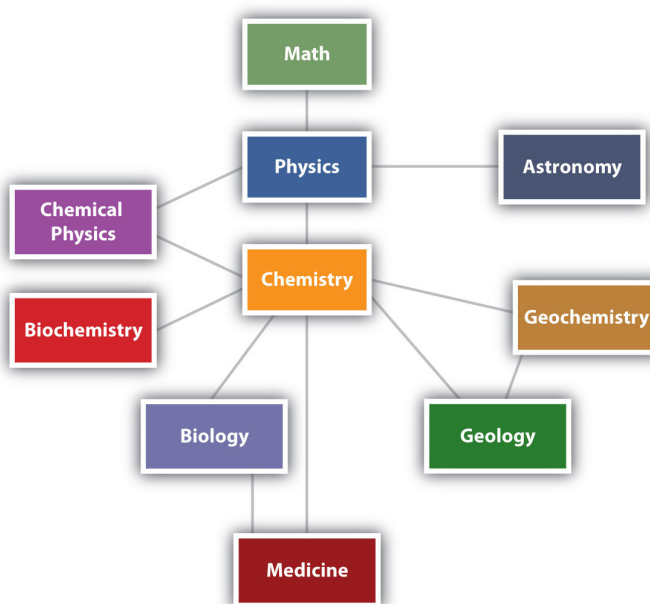 Math
Physics
Astronomy
Chemical
Physics
Chemistry
Biochemistry
Geochemistry
Biology
Geology
Medicine